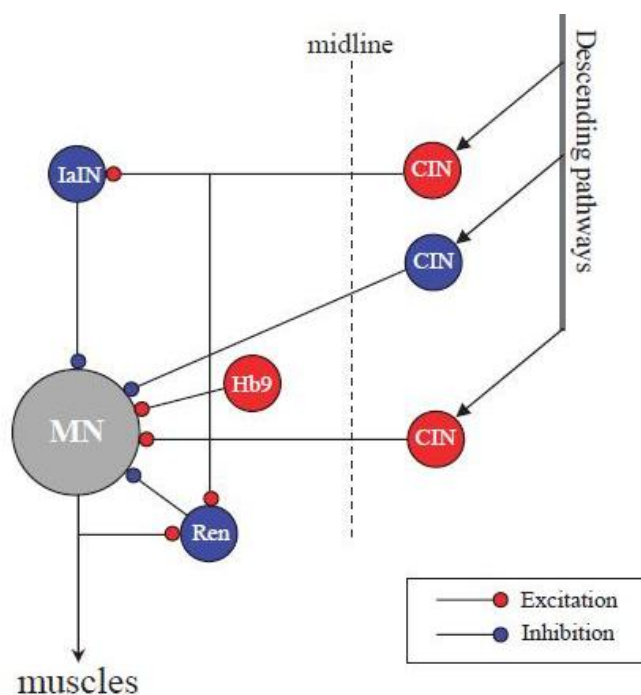 midline
Descending pathways
IaIN
CIN
CIN
Hb9
MN
CIN
Ren
Excitation
Inhibition
muscles